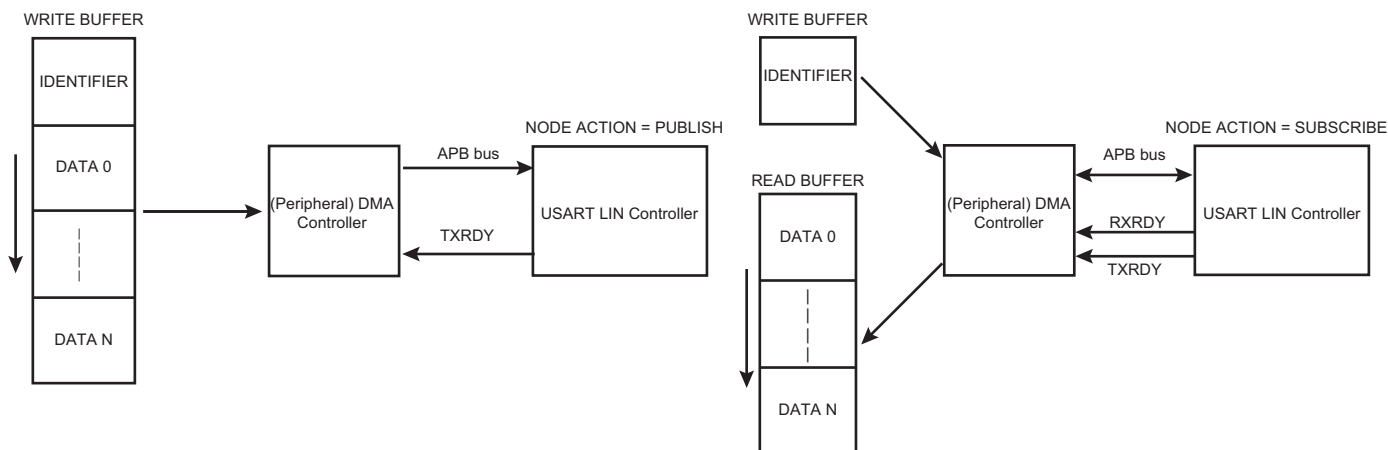 WRITE BUFFER
IDENTIFIER
DATA 0
DATA N
(Peripheral) DMA
Controller
APB bus
TXRDY
NODE ACTION = PUBLISH
USART LIN Controller
WRITE BUFFER
IDENTIFIER
READ BUFFER
DATA 0
DATA N
(Peripheral) DMA
Controller
APB bus
RXRDY
TXRDY
NODE ACTION = SUBSCRIBE
USART LIN Controller